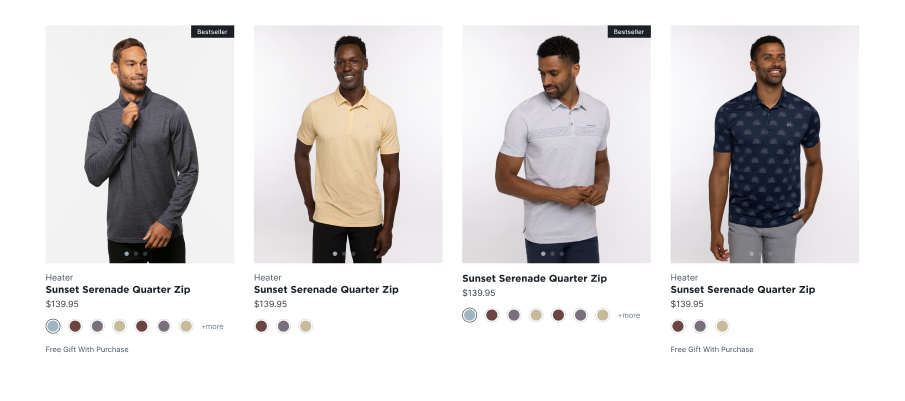 Bestseller
Bestseller
Heater
Sunset Serenade Quarter Zip
$139.95
+more
Free Gift With Purchase
Heater
Sunset Serenade Quarter Zip
$139.95
Sunset Serenade Quarter Zip
$139.95
+more
Heater
Sunset Serenade Quarter Zip
$139.95
Free Gift With Purchase